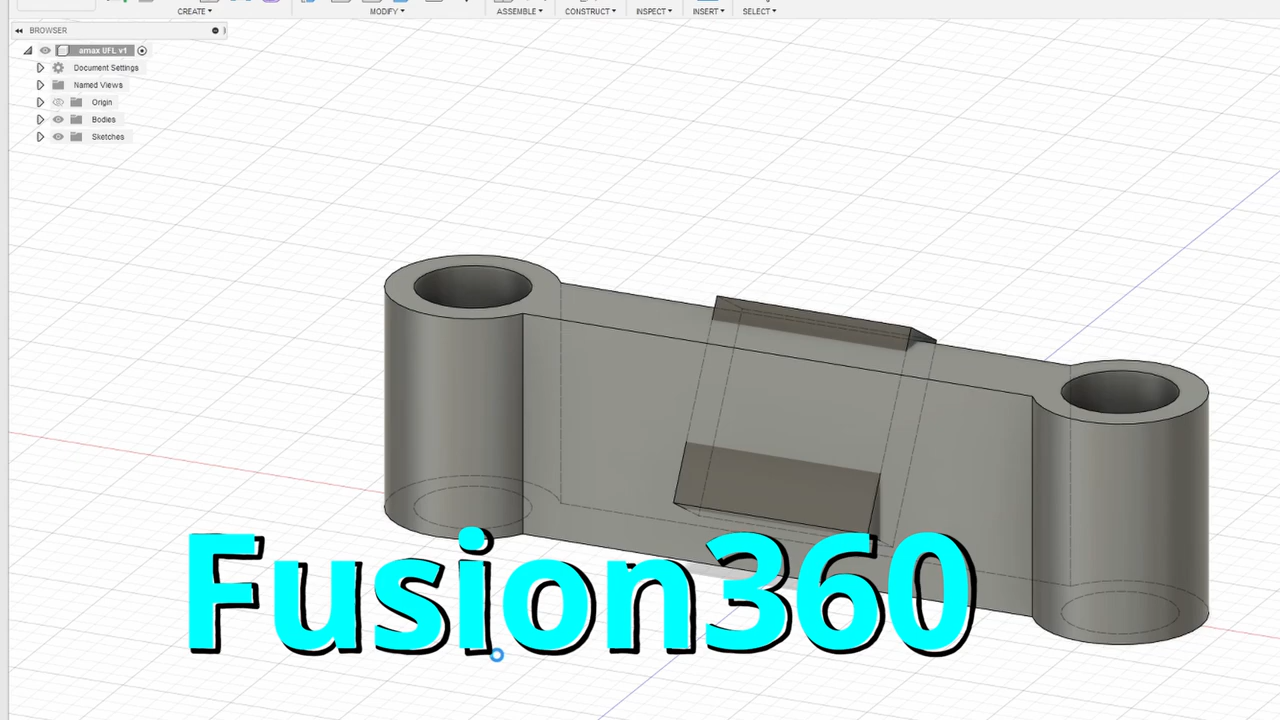 CREATE ▾ MODIFY ▾ ASSEMBLE ▾ CONSTRUCT ▾ INSPECT ▾ INSERT ▾ SELECT ▾
BROWSER
amax UFL v1
Document Settings
Named Views
Origin
Bodies
Sketches
Fusion360